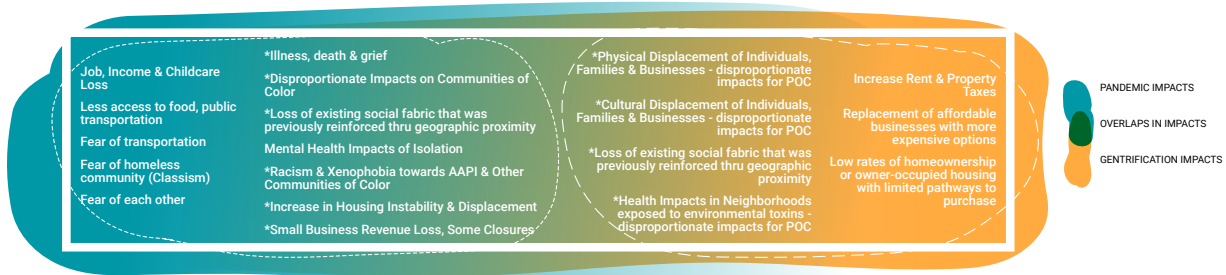 Job, Income & Childcare
Loss
Less access to food, public
transportation
Fear of transportation
Fear of homeless
community (Classism)
Fear of each other
*Illness, death & grief
*Disproportionate Impacts on Communities of
Color
*Loss of existing social fabric that was
previously reinforced thru geographic proximity
Mental Health Impacts of Isolation
*Racism & Xenophobia towards AAPI & Other
Communities of Color
*Increase in Housing Instability & Displacement
*Small Business Revenue Loss, Some Closures
*Physical Displacement of Individuals,
Families & Businesses - disproportionate
impacts for POC
*Cultural Displacement of Individuals,
Families & Businesses - disproportionate
impacts for POC
*Loss of existing social fabric that was
previously reinforced thru geographic
proximity
*Health Impacts in Neighborhoods
exposed to environmental toxins -
disproportionate impacts for POC
Increase Rent & Property
Taxes
Replacement of affordable
businesses with more
expensive options
Low rates of homeownership
or owner-occupied housing
with limited pathways to
purchase
PANDEMIC IMPACTS
OVERLAPS IN IMPACTS
GENTRIFICATION IMPACTS